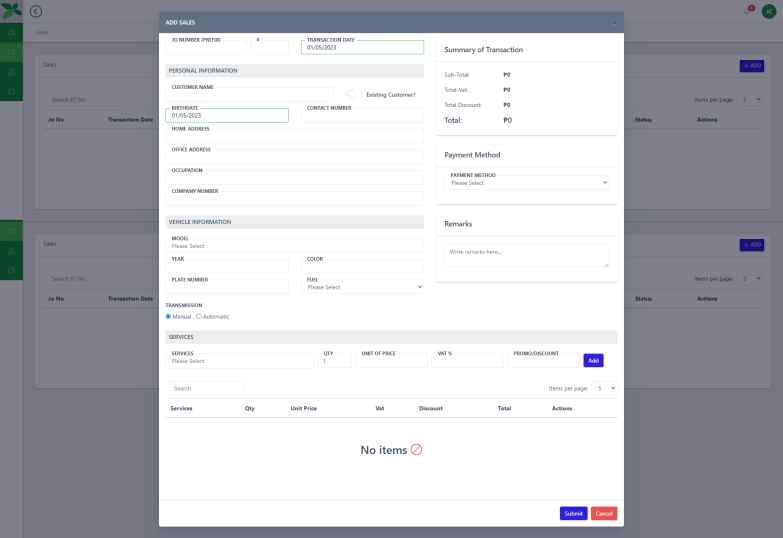 JC
Sales
ADD SALES
×
JO NUMBER (PREFIX)
#
TRANSACTION DATE
01/05/2023
PERSONAL INFORMATION
CUSTOMER NAME
Existing Customer?
BIRTHDATE
01/05/2023
CONTACT NUMBER
HOME ADDRESS
OFFICE ADDRESS
OCCUPATION
COMPANY NUMBER
VEHICLE INFORMATION
MODEL
Please Select
YEAR
COLOR
PLATE NUMBER
FUEL
Please Select
TRANSMISSION
Manual Automatic
Summary of Transaction
Sub-Total: ₱0
Total-Vat: ₱0
Total Discount: ₱0
Total: ₱0
Payment Method
PAYMENT METHOD
Please Select
Remarks
Write remarks here...
SERVICES
SERVICES
Please Select
QTY
1
UNIT OF PRICE
VAT %
PROMO/DISCOUNT
Add
Search
Items per page: 5
Services Qty Unit Price Vat Discount Total Actions
No items
Submit Cancel
Sales
+ ADD
Search JO No.
Items per page: 5
Jo No Transaction Date Status Actions
Sales
+ ADD
Search JO No.
Items per page: 5
Jo No Transaction Date Status Actions